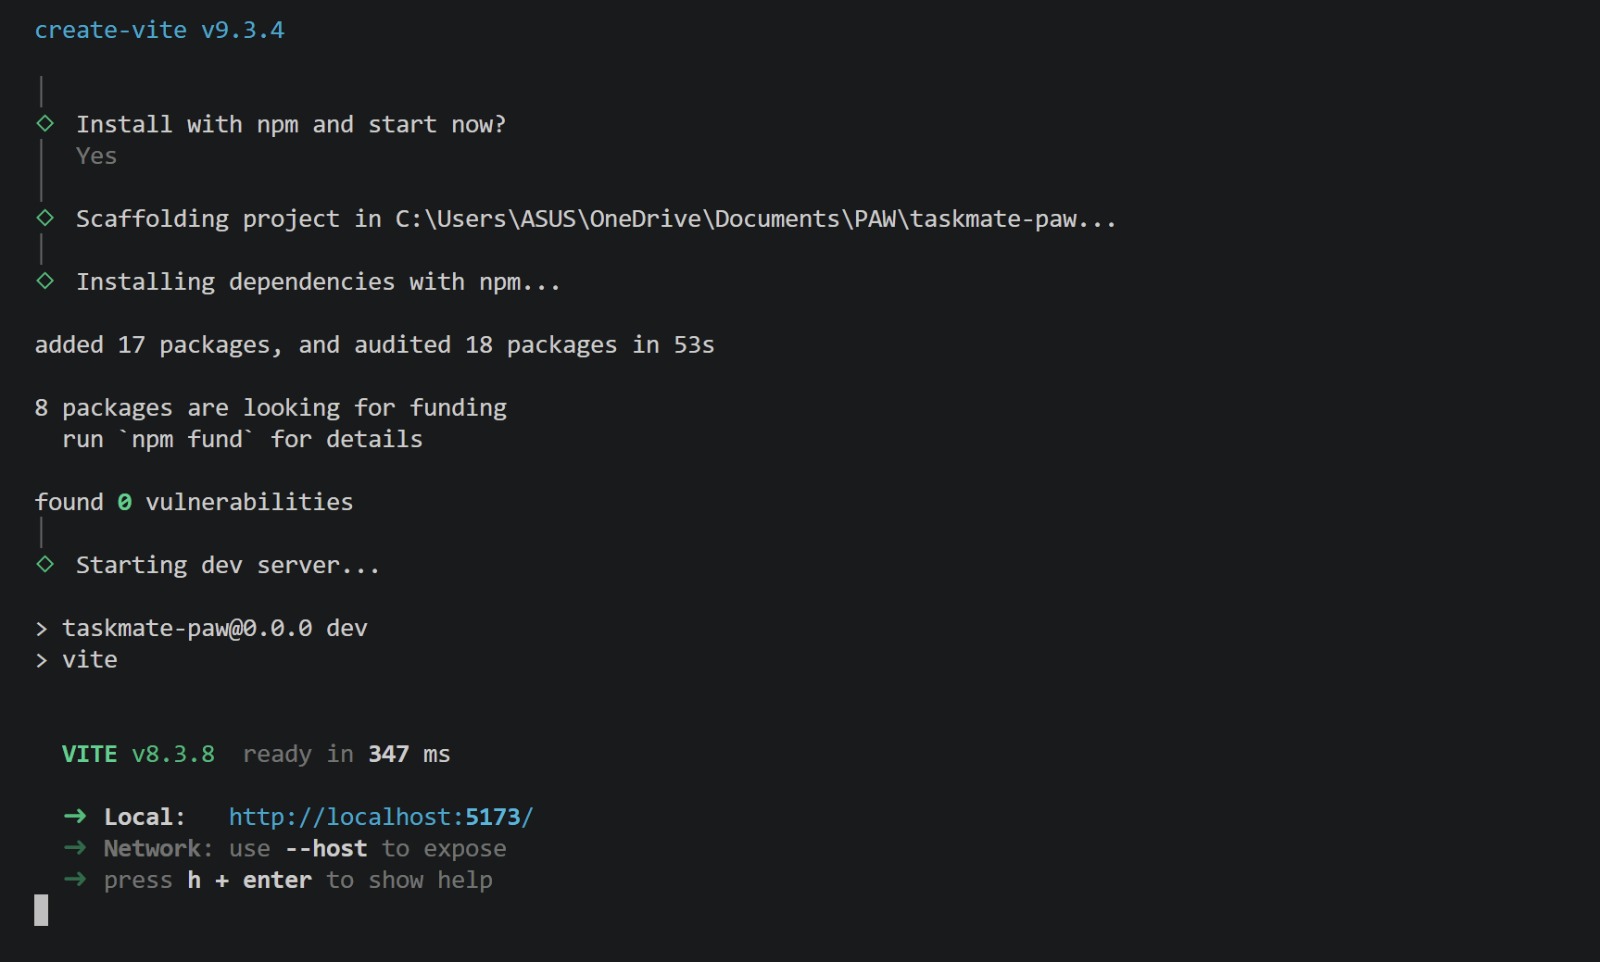 create-vite v9.3.4
◇ Install with npm and start now?
Yes
◇ Scaffolding project in C:\Users\ASUS\OneDrive\Documents\PAW\taskmate-paw...
◇ Installing dependencies with npm...
added 17 packages, and audited 18 packages in 53s
8 packages are looking for funding
run `npm fund` for details
found 0 vulnerabilities
◇ Starting dev server...
> taskmate-paw@0.0.0 dev
> vite
VITE v8.3.8 ready in 347 ms
➜ Local: http://localhost:5173/
➜ Network: use --host to expose
➜ press h + enter to show help